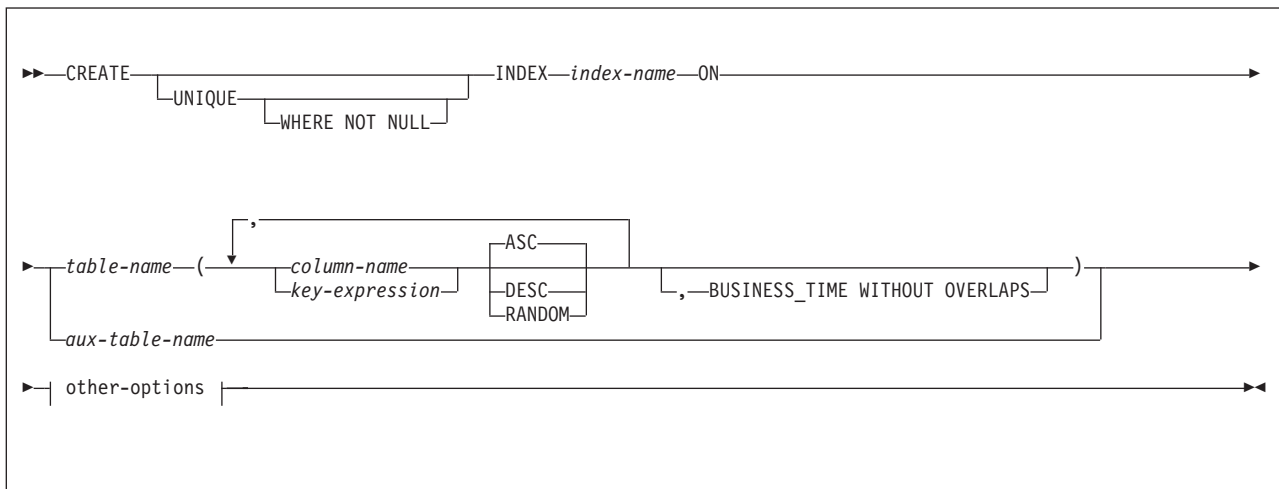 CREATE INDEX index-name ON
UNIQUE
WHERE NOT NULL
,
table-name ( column-name ASC )
key-expression DESC , BUSINESS_TIME WITHOUT OVERLAPS
RANDOM
aux-table-name
other-options